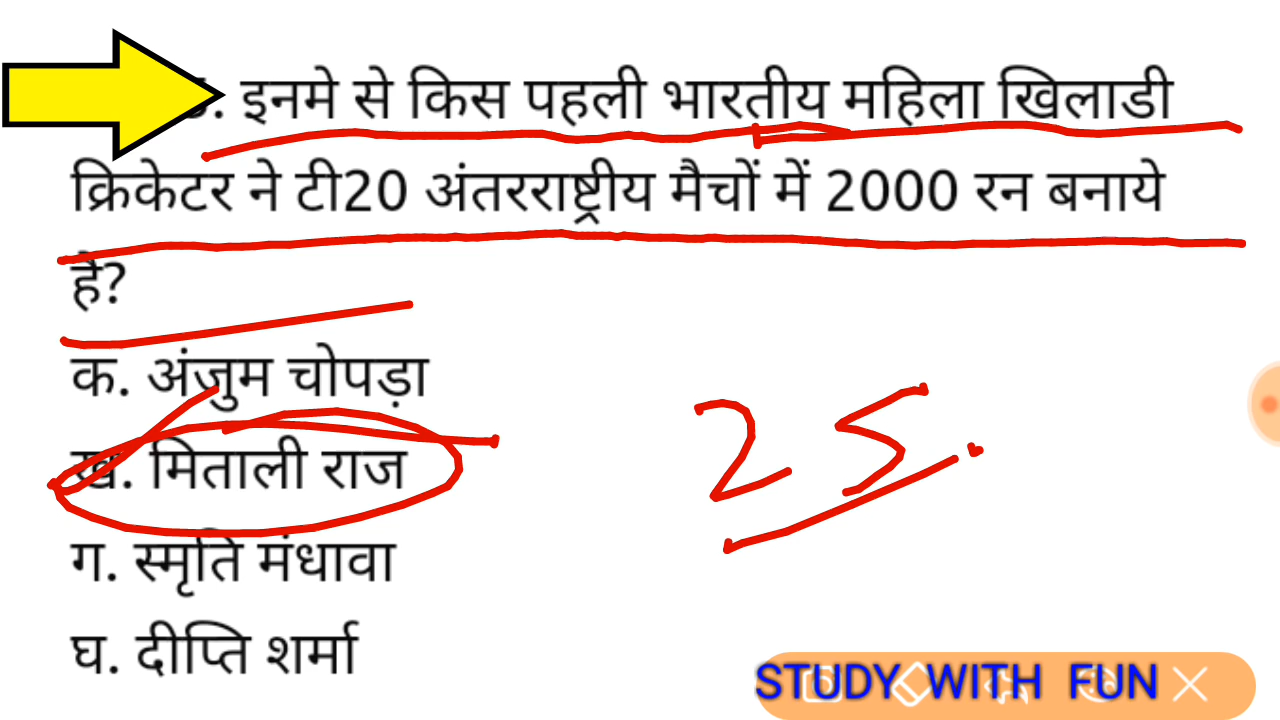 इनमे से किस पहली भारतीय महिला खिलाडी
क्रिकेटर ने टी20 अंतरराष्ट्रीय मैचों में 2000 रन बनाये
है?
क. अंजुम चोपड़ा
ख. मिताली राज
25.
ग. स्मृति मंधावा
घ. दीप्ति शर्मा
STUDY WITH FUN